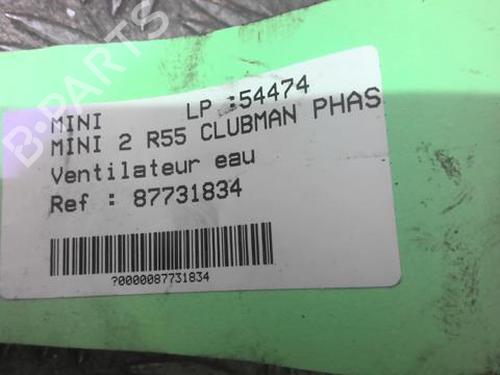 MINI LP :54474
MINI 2 R55 CLUBMAN PHAS
Ventilateur eau
Ref : 87731834
?0000087731834
B-PARTS